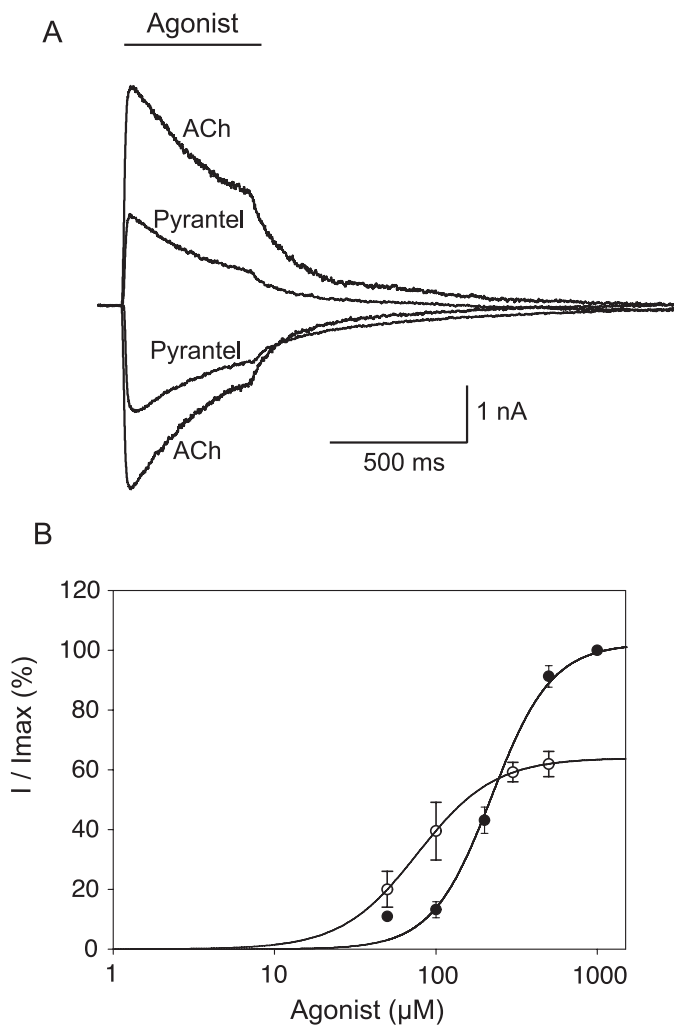 A
Agonist
ACh
Pyrantel
Pyrantel
ACh
1 nA
500 ms
B
120
100
80
60
40
20
0
I / Imax (%)
1
10
100
1000
Agonist (µM)